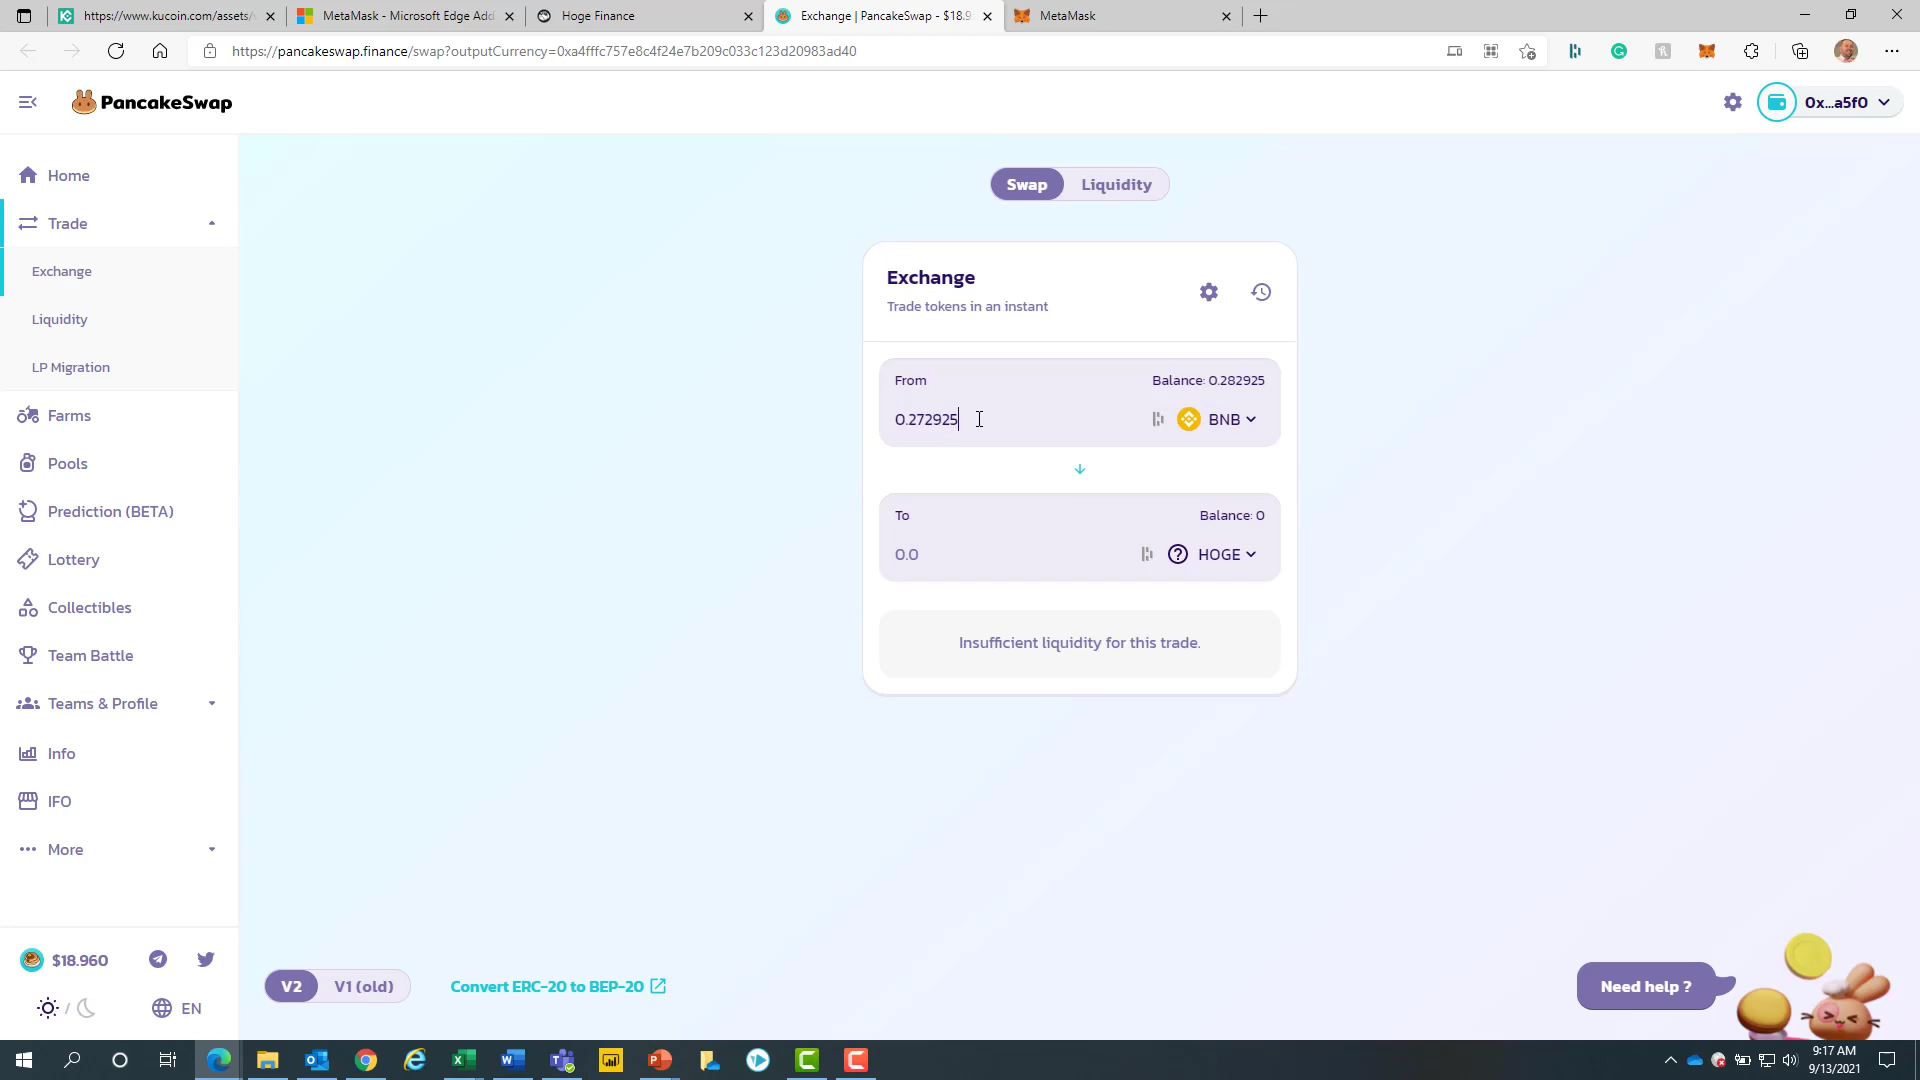 https://www.kucoin.com/assets/
MetaMask - Microsoft Edge Add
Hoge Finance
Exchange | PancakeSwap - $18.9
MetaMask
https://pancakeswap.finance/swap?outputCurrency=0xa4fffc757e8c4f24e7b209c033c123d20983ad40
PancakeSwap
0x...a5f0
Home
Trade
Exchange
Liquidity
LP Migration
Farms
Pools
Prediction (BETA)
Lottery
Collectibles
Team Battle
Teams & Profile
Info
IFO
More
$18.960
EN
Swap
Liquidity
Exchange
Trade tokens in an instant
From
Balance: 0.282925
0.272925
BNB
To
Balance: 0
0.0
HOGE
Insufficient liquidity for this trade.
V2
V1 (old)
Convert ERC-20 to BEP-20
Need help ?
9:17 AM
9/13/2021